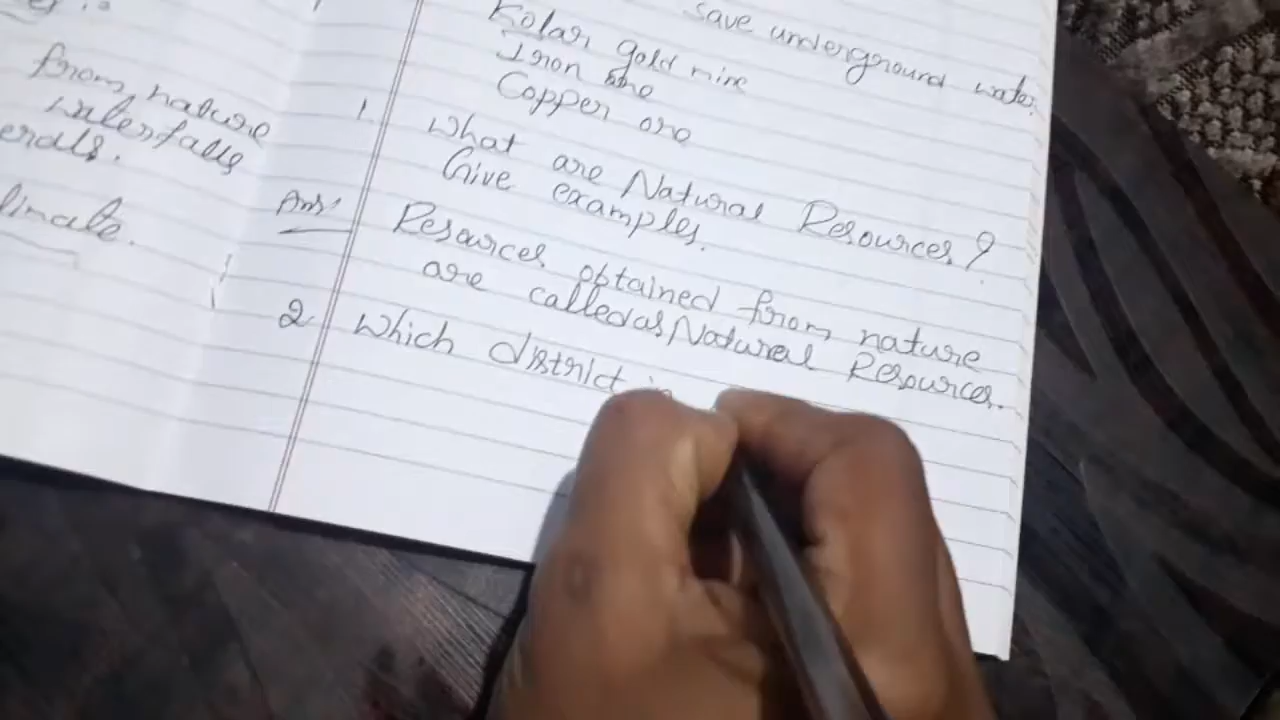 from nature
waterfalls
erals.
limate.
save underground water.
Kolar gold mine
Iron ore
Copper ore
1. What are Natural Resources?
Give examples.
Ans: Resources obtained from nature
are called as Natural Resources.
2. Which district